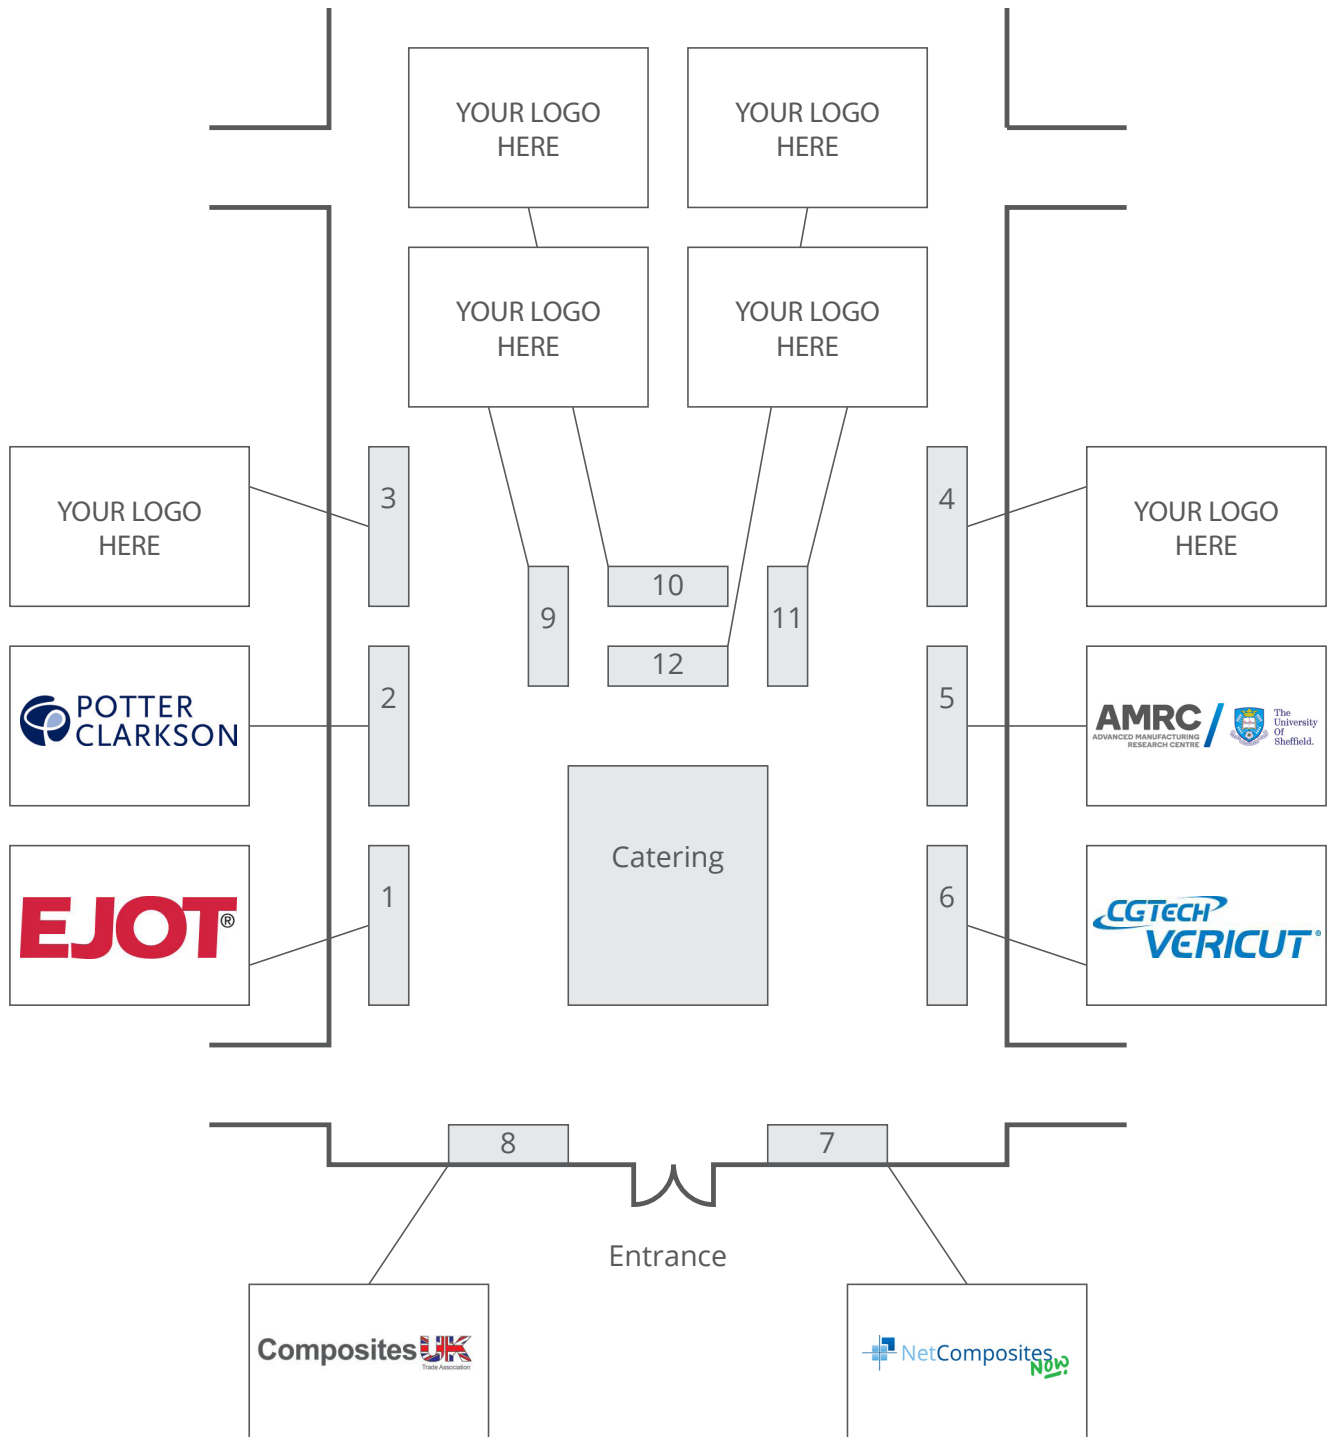 YOUR LOGO
HERE
YOUR LOGO
HERE
YOUR LOGO
HERE
YOUR LOGO
HERE
YOUR LOGO
HERE
3
4
YOUR LOGO
HERE
9
10
11
12
POTTER
CLARKSON
2
5
AMRC
ADVANCED MANUFACTURING
RESEARCH CENTRE
The
University
Of
Sheffield.
EJOT®
1
Catering
6
CGTECH
VERICUT®
8
7
Entrance
Composites UK
Trade Association
NetComposites
Now!